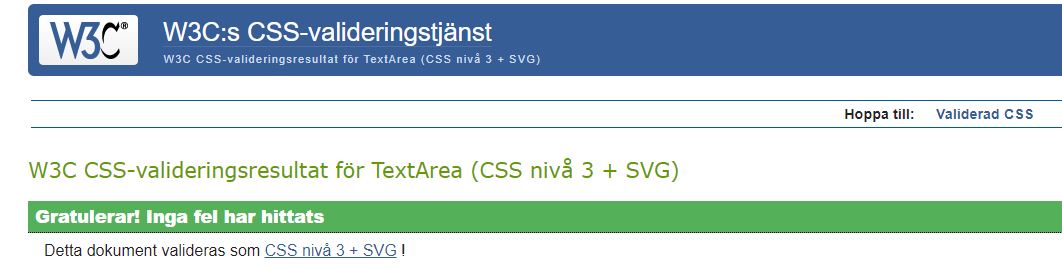 W3C®
W3C:s CSS-valideringstjänst
W3C CSS-valideringsresultat för TextArea (CSS nivå 3 + SVG)
Hoppa till: Validerad CSS
W3C CSS-valideringsresultat för TextArea (CSS nivå 3 + SVG)
Gratulerar! Inga fel har hittats
Detta dokument valideras som CSS nivå 3 + SVG !